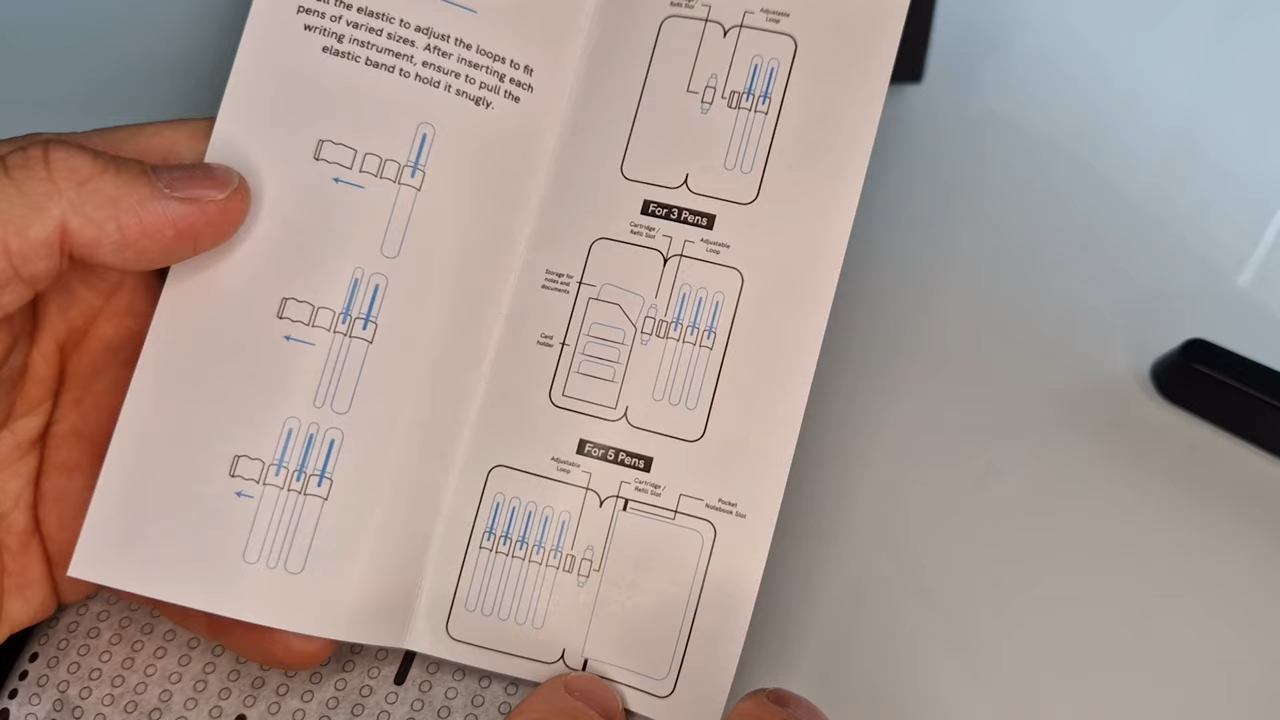 the elastic to adjust the loops to fit
pens of varied sizes. After inserting each
writing instrument, ensure to pull the
elastic band to hold it snugly.
Refill Slot
Adjustable
Loop
For 3 Pens
Cartridge /
Refill Slot
Adjustable
Loop
Storage for
notes and
documents
Card
holder
For 5 Pens
Adjustable
Loop
Cartridge /
Refill Slot
Pocket
Notebook Slot